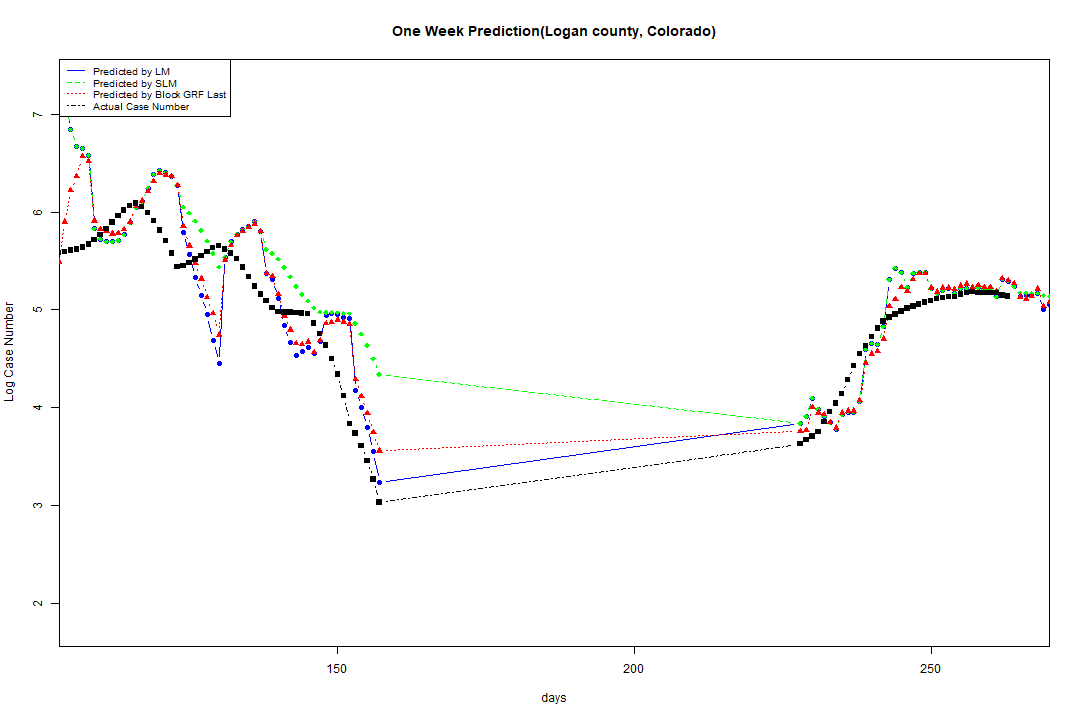 One Week Prediction(Logan county, Colorado)
Predicted by LM
Predicted by SLM
Predicted by Block GRF Last
Actual Case Number
Log Case Number
7
6
5
4
3
2
150
200
250
days